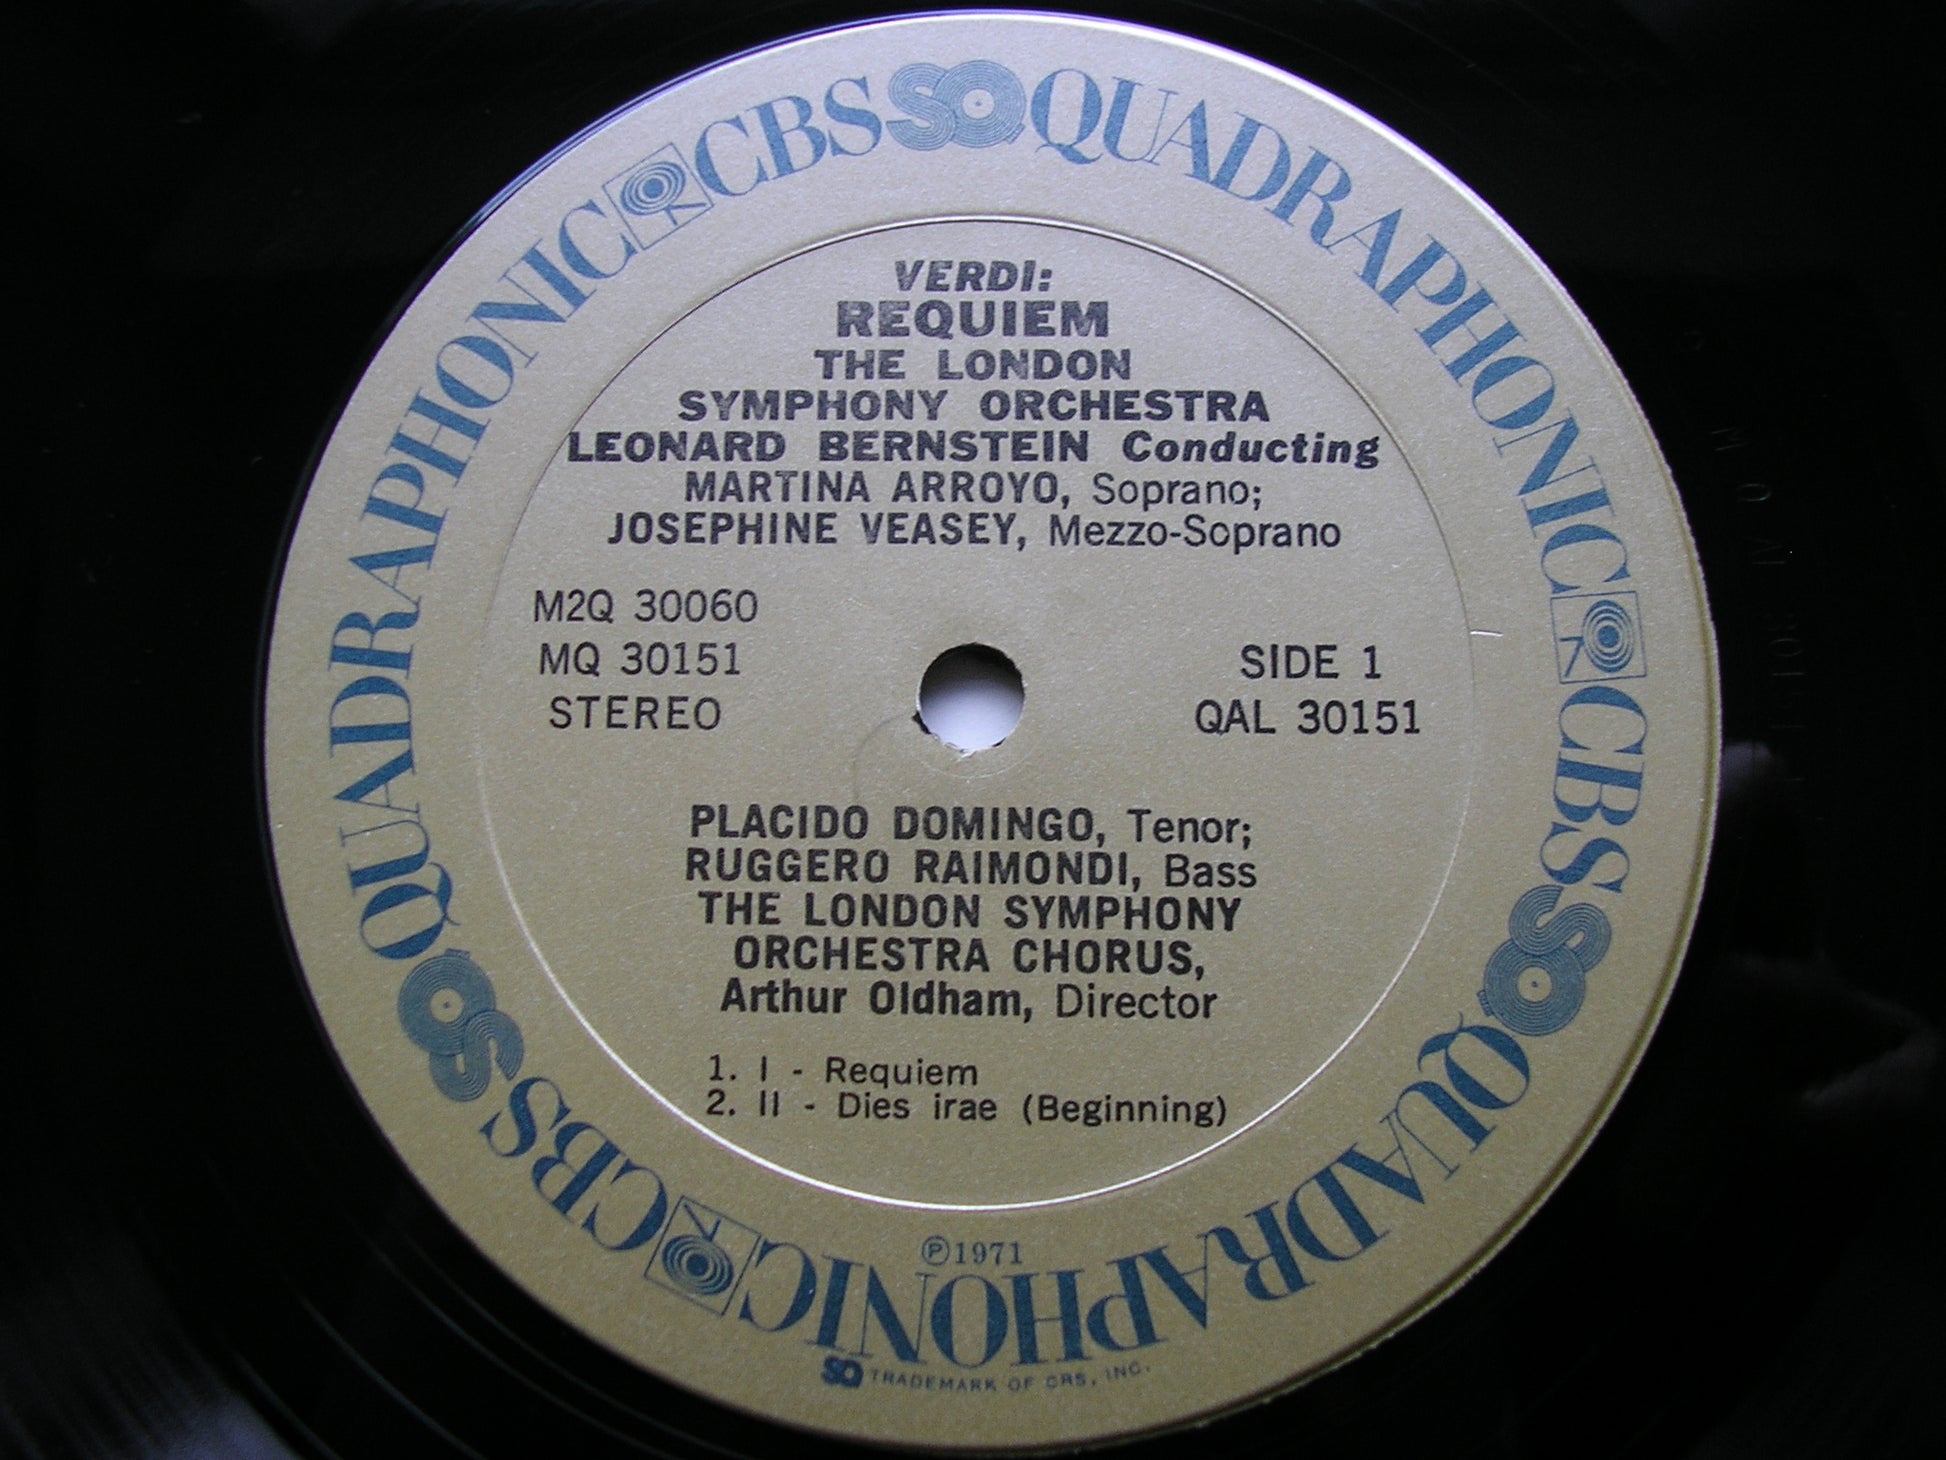 CBS SQ QUADRAPHONIC CBS SQ QUADRAPHONIC CBS SQ QUADRAPHONIC
VERDI:
REQUIEM
THE LONDON
SYMPHONY ORCHESTRA
LEONARD BERNSTEIN Conducting
MARTINA ARROYO, Soprano;
JOSEPHINE VEASEY, Mezzo-Soprano
M2Q 30060
MQ 30151
STEREO
SIDE 1
QAL 30151
PLACIDO DOMINGO, Tenor;
RUGGERO RAIMONDI, Bass
THE LONDON SYMPHONY
ORCHESTRA CHORUS,
Arthur Oldham, Director
1. I - Requiem
2. II - Dies irae (Beginning)
℗1971
SQ TRADEMARK OF CBS, INC.